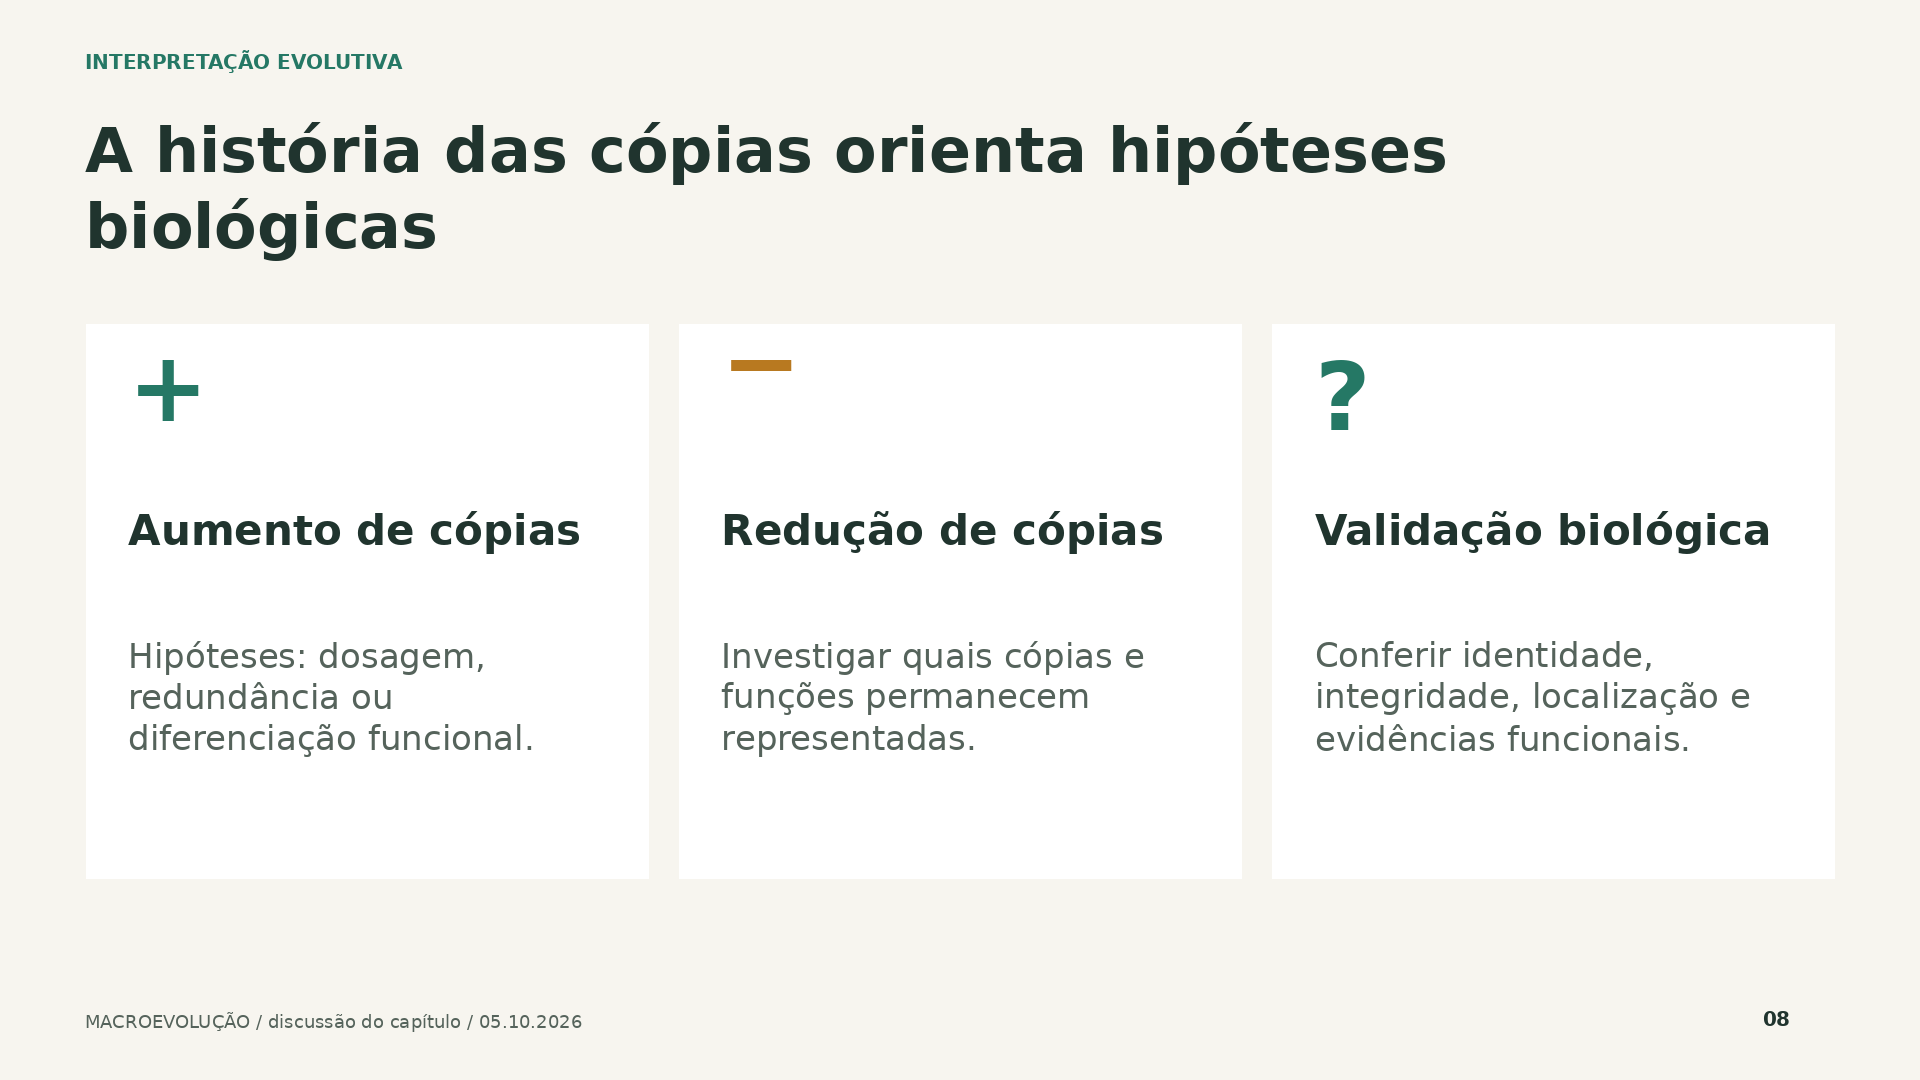 INTERPRETAÇÃO EVOLUTIVA
A história das cópias orienta hipóteses
biológicas
+
Aumento de cópias
Hipóteses: dosagem,
redundância ou
diferenciação funcional.
−
Redução de cópias
Investigar quais cópias e
funções permanecem
representadas.
?
Validação biológica
Conferir identidade,
integridade, localização e
evidências funcionais.
MACROEVOLUÇÃO / discussão do capítulo / 05.10.2026
08